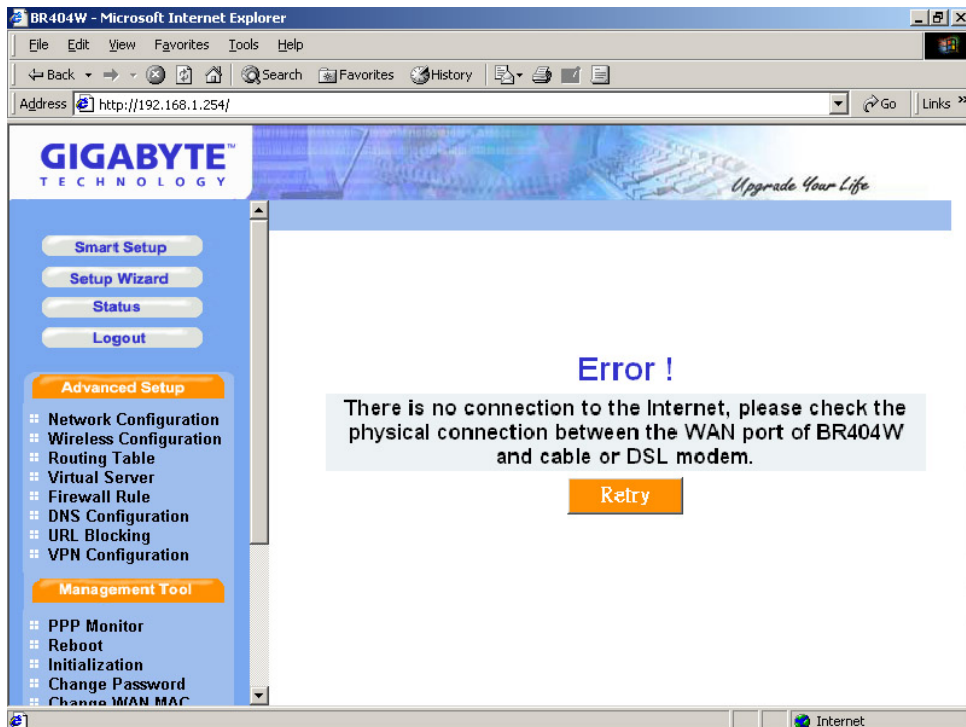 BR404W - Microsoft Internet Explorer
File Edit View Favorites Tools Help
Back Search Favorites History
Address http://192.168.1.254/ Go Links »
GIGABYTE™
TECHNOLOGY
Upgrade Your Life
Smart Setup
Setup Wizard
Status
Logout
Advanced Setup
Network Configuration
Wireless Configuration
Routing Table
Virtual Server
Firewall Rule
DNS Configuration
URL Blocking
VPN Configuration
Management Tool
PPP Monitor
Reboot
Initialization
Change Password
Change WAN MAC
Error !
There is no connection to the Internet, please check the
physical connection between the WAN port of BR404W
and cable or DSL modem.
Retry
Internet